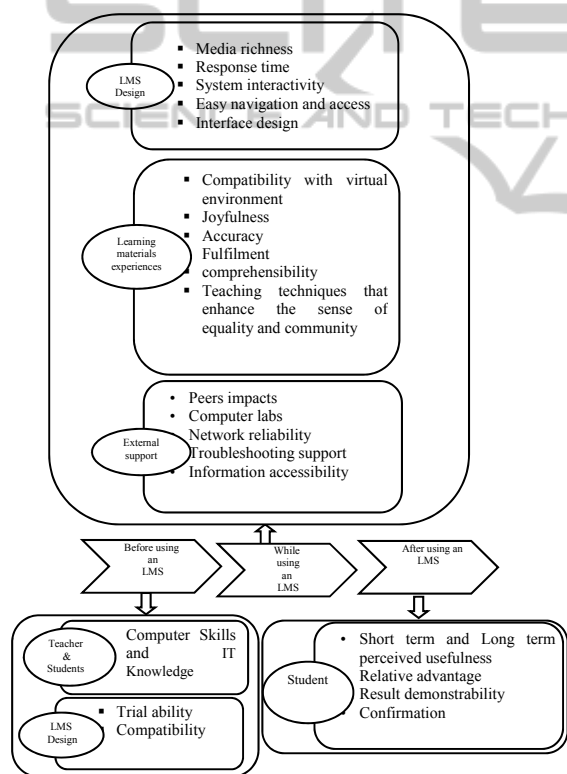 SCITE
SCIENCE AND TECH
▪ Media richness
▪ Response time
▪ System interactivity
▪ Easy navigation and access
▪ Interface design
LMS
Design
▪ Compatibility with virtual
environment
▪ Joyfulness
▪ Accuracy
Fulfilment
comprehensibility
▪ Teaching techniques that
enhance the sense of
equality and community
Learning
materials
experiences
• Peers impacts
• Computer labs
• Network reliability
Troubleshooting support
• Information accessibility
External
support
Before using
an
LMS
While
using
an
LMS
After using an
LMS
Teacher
&
Students
Computer Skills
and IT
Knowledge
LMS
Design
▪ Trial ability
▪ Compatibility
Student
• Short term and Long term
perceived usefulness
Relative advantage
Result demonstrability
• Confirmation